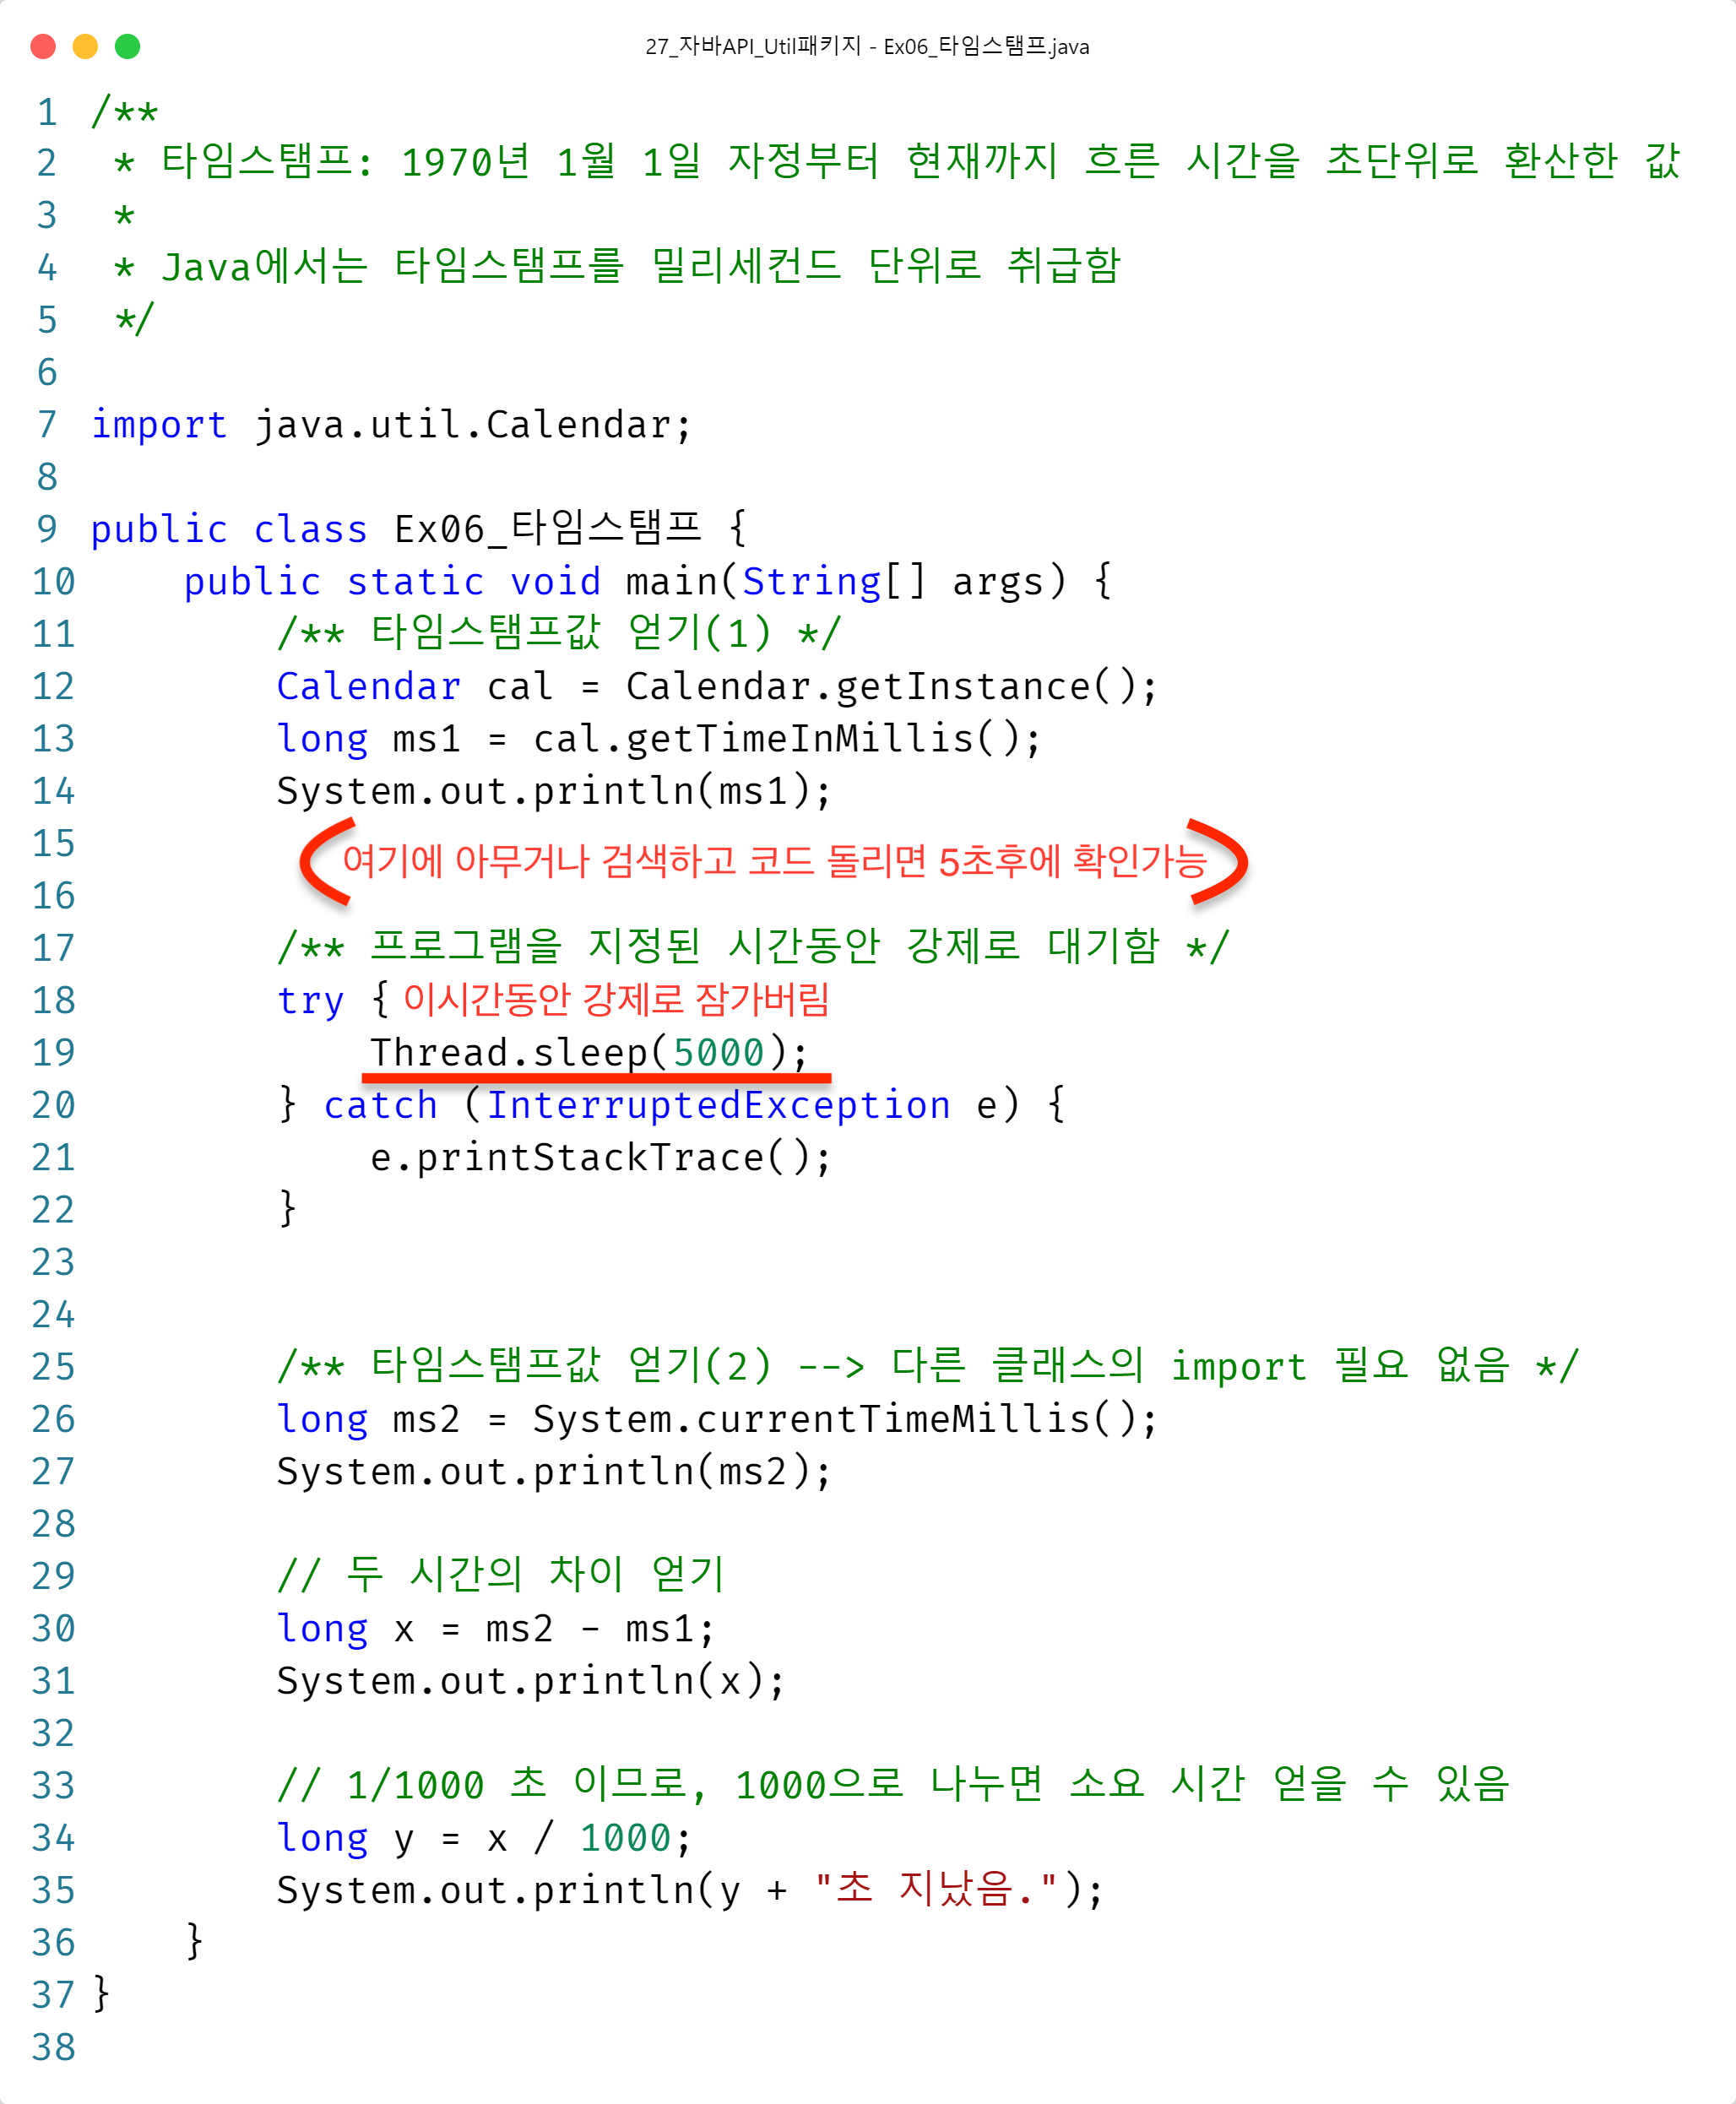 27_자바API_Util패키지 - Ex06_타임스탬프.java
1 /**
2  * 타임스탬프: 1970년 1월 1일 자정부터 현재까지 흐른 시간을 초단위로 환산한 값
3  *
4  * Java에서는 타임스탬프를 밀리세컨드 단위로 취급함
5  */
6
7 import java.util.Calendar;
8
9 public class Ex06_타임스탬프 {
10     public static void main(String[] args) {
11         /** 타임스탬프값 얻기(1) */
12         Calendar cal = Calendar.getInstance();
13         long ms1 = cal.getTimeInMillis();
14         System.out.println(ms1);
15
여기에 아무거나 검색하고 코드 돌리면 5초후에 확인가능
16
17         /** 프로그램을 지정된 시간동안 강제로 대기함 */
18         try { 이시간동안 강제로 잠가버림
19             Thread.sleep(5000);
20         } catch (InterruptedException e) {
21             e.printStackTrace();
22         }
23
24
25         /** 타임스탬프값 얻기(2) --> 다른 클래스의 import 필요 없음 */
26         long ms2 = System.currentTimeMillis();
27         System.out.println(ms2);
28
29         // 두 시간의 차이 얻기
30         long x = ms2 - ms1;
31         System.out.println(x);
32
33         // 1/1000 초 이므로, 1000으로 나누면 소요 시간 얻을 수 있음
34         long y = x / 1000;
35         System.out.println(y + "초 지났음.");
36     }
37 }
38